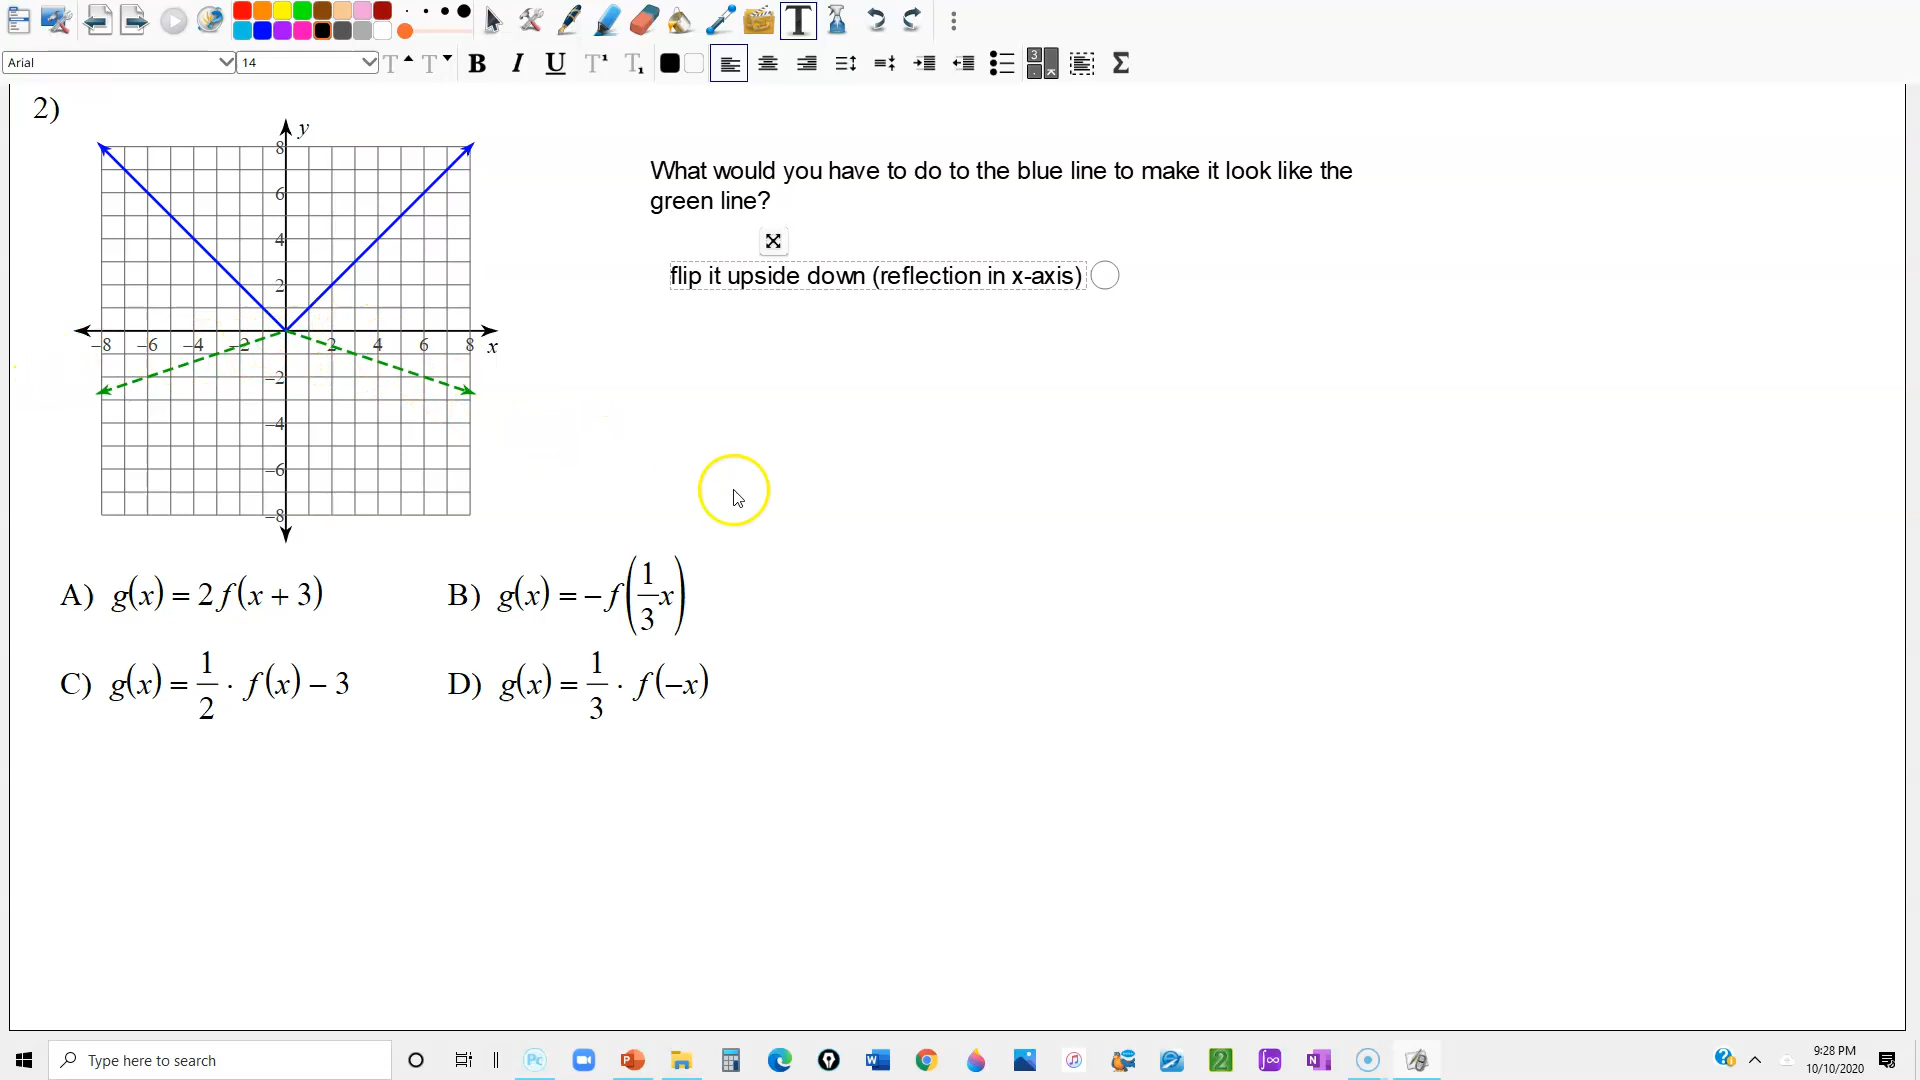 Arial
14
B I U T¹ T₁
2)
y
8
6
4
2
−8 −6 −4 −2 2 4 6 8 x
−2
−4
−6
−8
What would you have to do to the blue line to make it look like the
green line?
flip it upside down (reflection in x-axis)
A) g(x) = 2f(x + 3)
B) g(x) = −f(1/3 x)
C) g(x) = 1/2 · f(x) − 3
D) g(x) = 1/3 · f(−x)
Type here to search
9:28 PM
10/10/2020